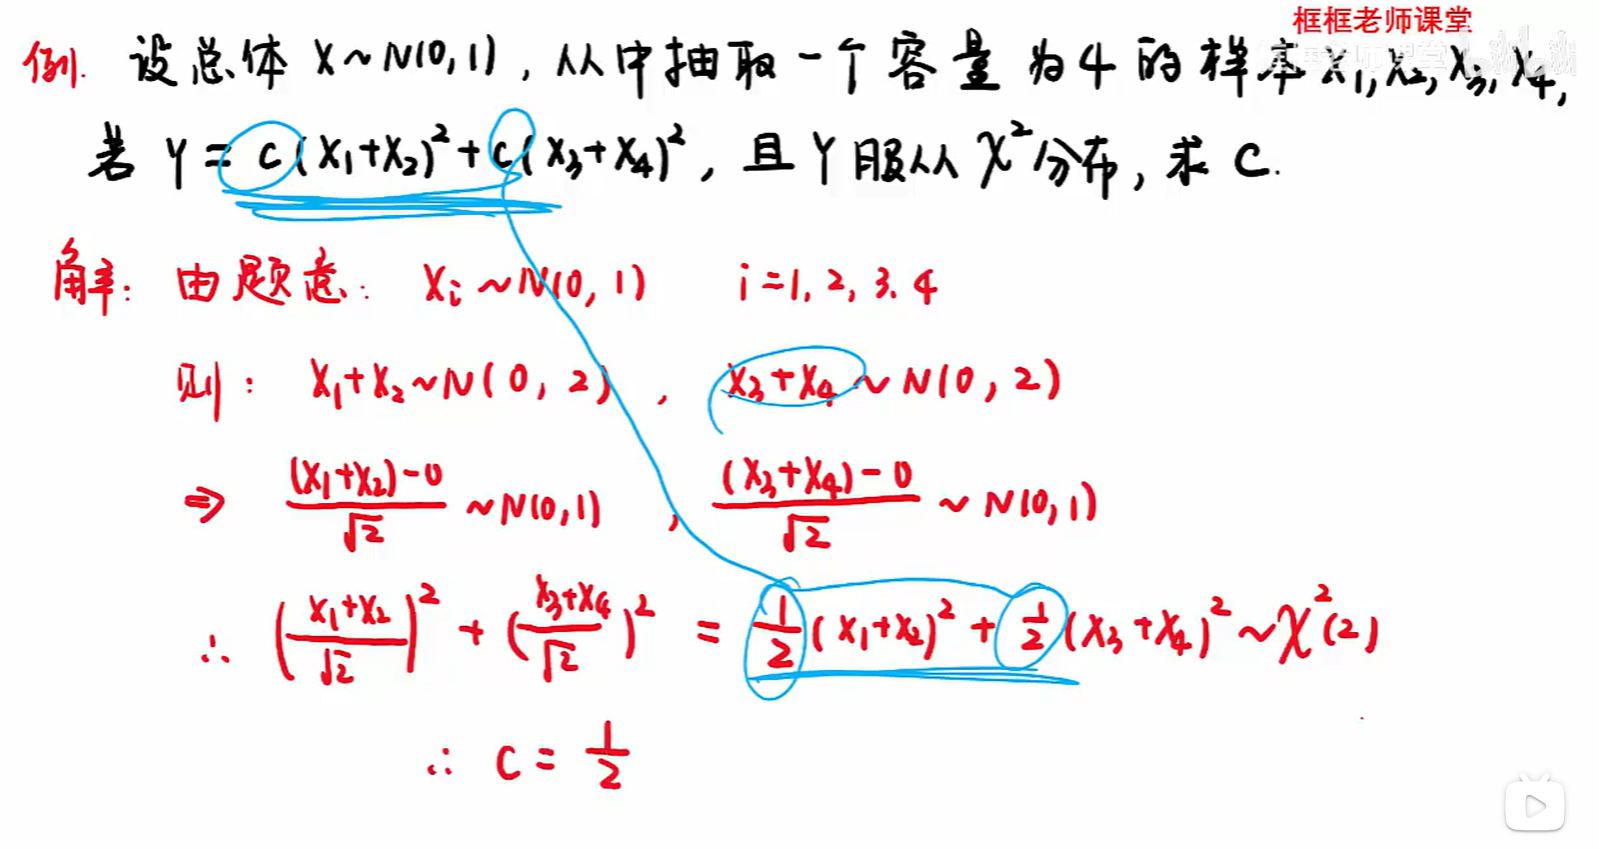 框框老师课堂
例. 设总体 X~N(0,1), 从中抽取一个容量为4的样本 X₁, X₂, X₃, X₄,
若 Y = C(X₁+X₂)² + C(X₃+X₄)², 且Y服从 χ²分布, 求 C.
解: 由题意: Xᵢ~N(0,1) i=1,2,3.4
则: X₁+X₂~N(0,2), X₃+X₄~N(0,2)
⇒ ((X₁+X₂)-0)/√2 ~N(0,1), ((X₃+X₄)-0)/√2 ~N(0,1)
∴ ((X₁+X₂)/√2)² + ((X₃+X₄)/√2)² = 1/2(X₁+X₂)² + 1/2(X₃+X₄)² ~χ²(2)
∴ C = 1/2